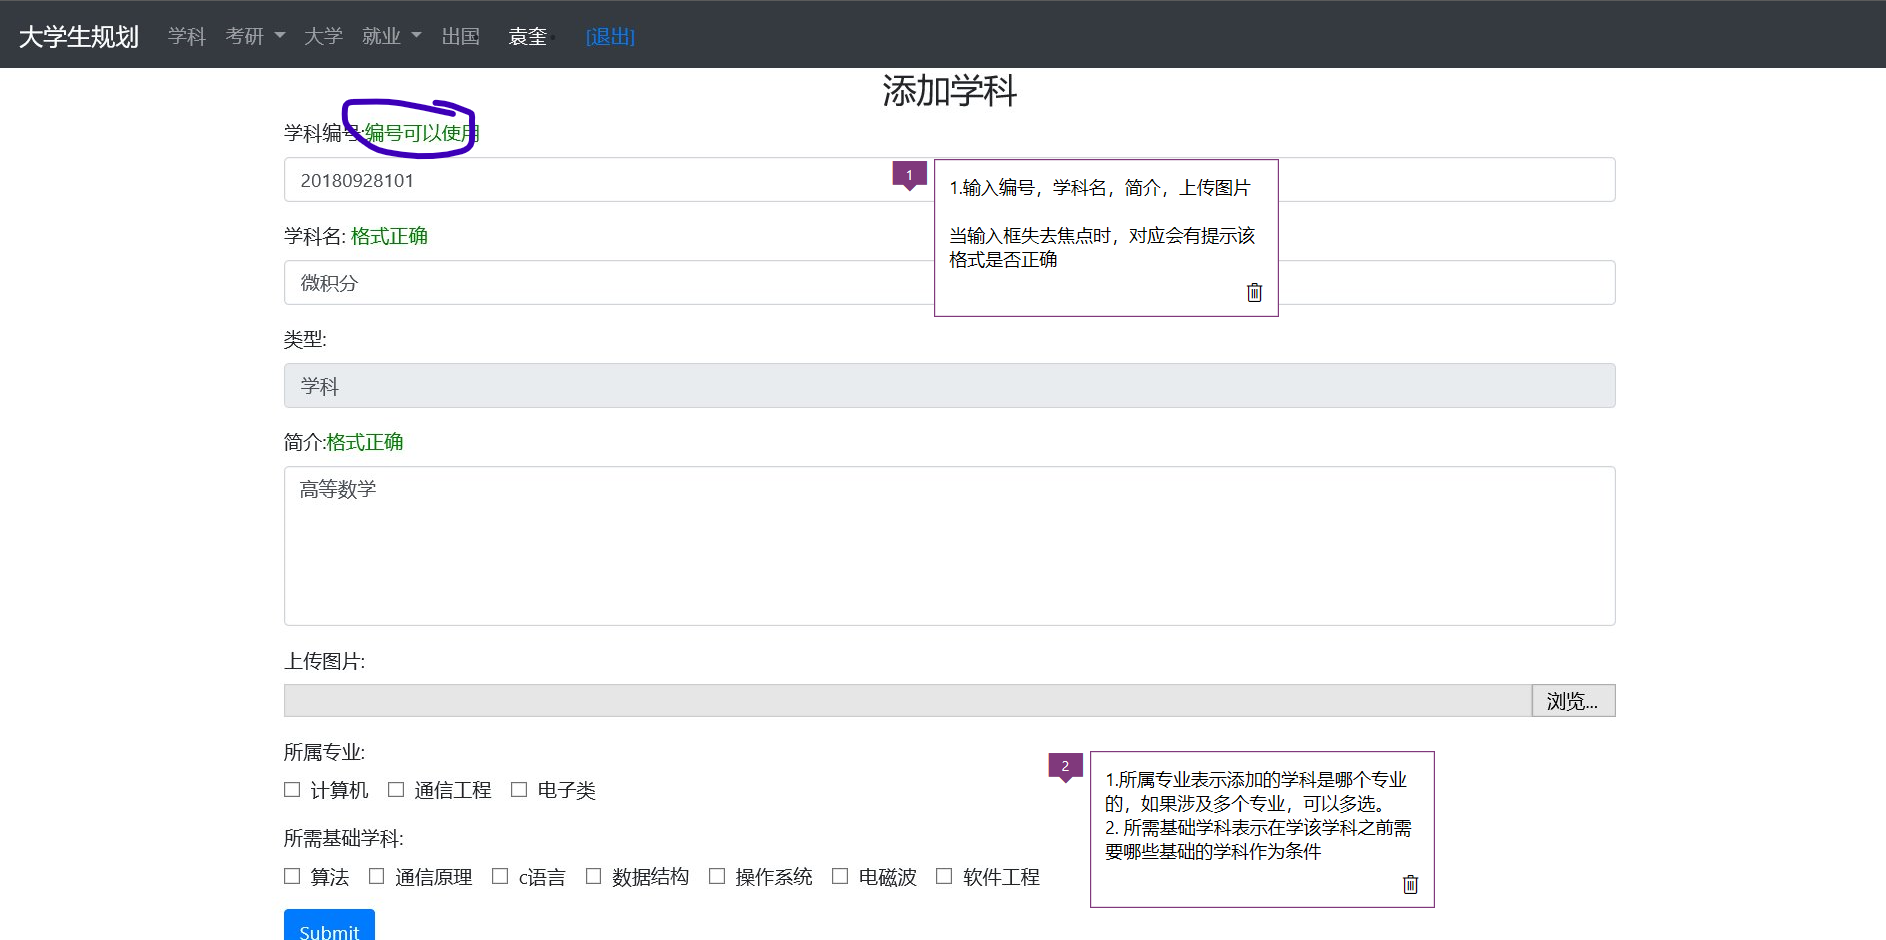 大学生规划 学科 考研 大学 就业 出国 袁奎 [退出]
添加学科
学科编号:编号可以使用
20180928101
学科名: 格式正确
微积分
1
1.输入编号，学科名，简介，上传图片
当输入框失去焦点时，对应会有提示该
格式是否正确
类型:
学科
简介:格式正确
高等数学
上传图片:
浏览...
所属专业:
计算机 通信工程 电子类
所需基础学科:
算法 通信原理 c语言 数据结构 操作系统 电磁波 软件工程
2
1.所属专业表示添加的学科是哪个专业
的，如果涉及多个专业，可以多选。
2. 所需基础学科表示在学该学科之前需
要哪些基础的学科作为条件
Submit